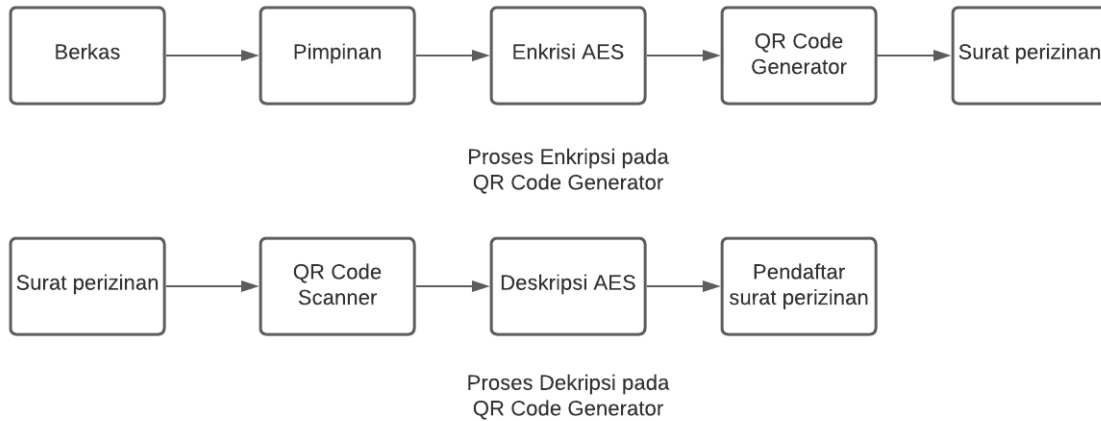 Berkas
Pimpinan
Enkrisi AES
QR Code
Generator
Surat perizinan
Proses Enkripsi pada
QR Code Generator
Surat perizinan
QR Code
Scanner
Deskripsi AES
Pendaftar
surat perizinan
Proses Dekripsi pada
QR Code Generator